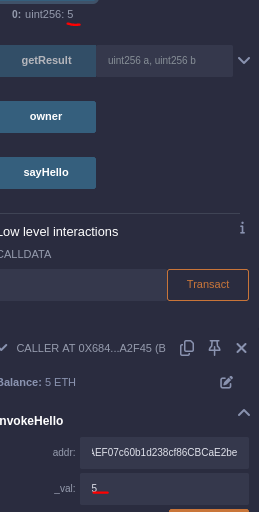 0: uint256: 5
getResult uint256 a, uint256 b
owner
sayHello
Low level interactions
i
CALLDATA
Transact
CALLER AT 0X684...A2F45 (B
Balance: 5 ETH
nvokeHello
addr: AEF07c60b1d238cf86CBCaE2be
_val: 5